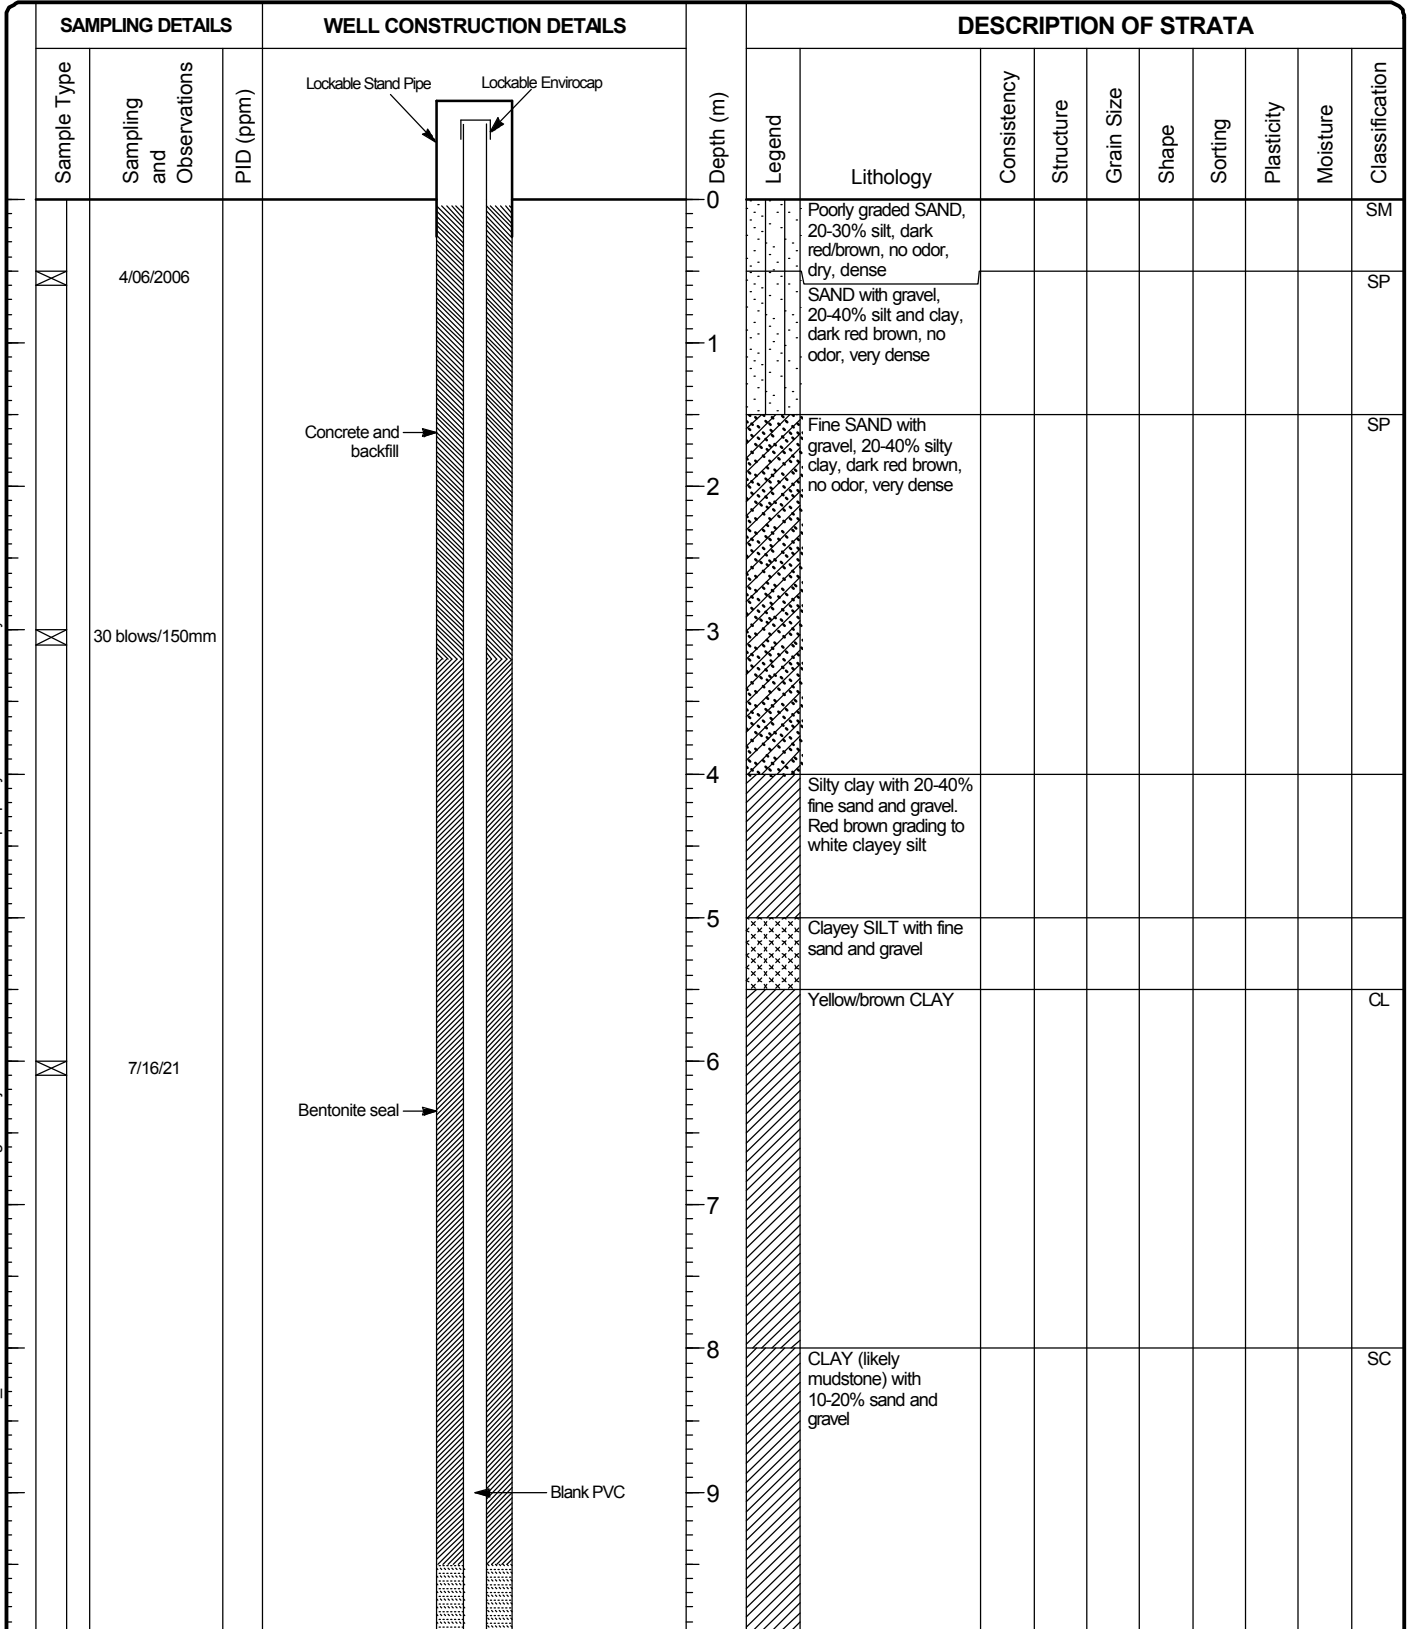 SAMPLING DETAILS
WELL CONSTRUCTION DETAILS
DESCRIPTION OF STRATA
Sample Type
Sampling
and
Observations
PID (ppm)
Lockable Stand Pipe
Lockable Envirocap
Depth (m)
Legend
Lithology
Consistency
Structure
Grain Size
Shape
Sorting
Plasticity
Moisture
Classification
0
Poorly graded SAND,
20-30% silt, dark
red/brown, no odor,
dry, dense
SM
4/06/2006
SAND with gravel,
20-40% silt and clay,
dark red brown, no
odor, very dense
SP
1
Concrete and
backfill
Fine SAND with
gravel, 20-40% silty
clay, dark red brown,
no odor, very dense
SP
2
30 blows/150mm
3
4
Silty clay with 20-40%
fine sand and gravel.
Red brown grading to
white clayey silt
5
Clayey SILT with fine
sand and gravel
Yellow/brown CLAY
CL
7/16/21
6
Bentonite seal
7
8
CLAY (likely
mudstone) with
10-20% sand and
gravel
SC
Blank PVC
9